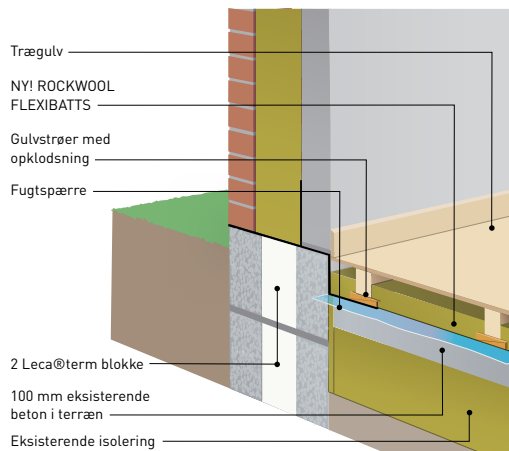 Trægulv
NY! ROCKWOOL
FLEXIBATTS
Gulvstrøer med
opklodsning
Fugtspærre
2 Leca®term blokke
100 mm eksisterende
beton i terræn
Eksisterende isolering